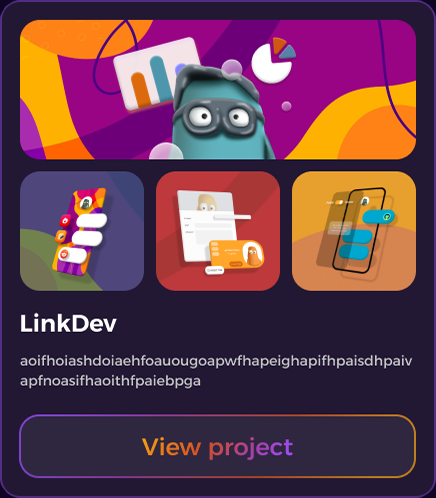 LinkDev
aoifhoiashdoiaehfoauougoapwfhapeighapifhpaisdhpaiv
apfnoasifhaoithfpaiebpga
View project